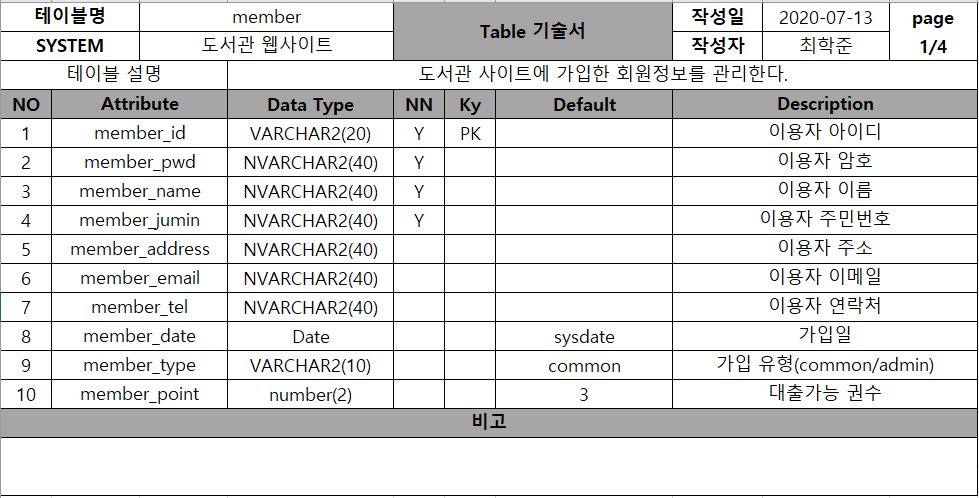 테이블명 member Table 기술서 작성일 2020-07-13 page
SYSTEM 도서관 웹사이트 작성자 최학준 1/4
테이블 설명 도서관 사이트에 가입한 회원정보를 관리한다.
NO Attribute Data Type NN Ky Default Description
1 member_id VARCHAR2(20) Y PK 이용자 아이디
2 member_pwd NVARCHAR2(40) Y 이용자 암호
3 member_name NVARCHAR2(40) Y 이용자 이름
4 member_jumin NVARCHAR2(40) Y 이용자 주민번호
5 member_address NVARCHAR2(40) 이용자 주소
6 member_email NVARCHAR2(40) 이용자 이메일
7 member_tel NVARCHAR2(40) 이용자 연락처
8 member_date Date sysdate 가입일
9 member_type VARCHAR2(10) common 가입 유형(common/admin)
10 member_point number(2) 3 대출가능 권수
비고